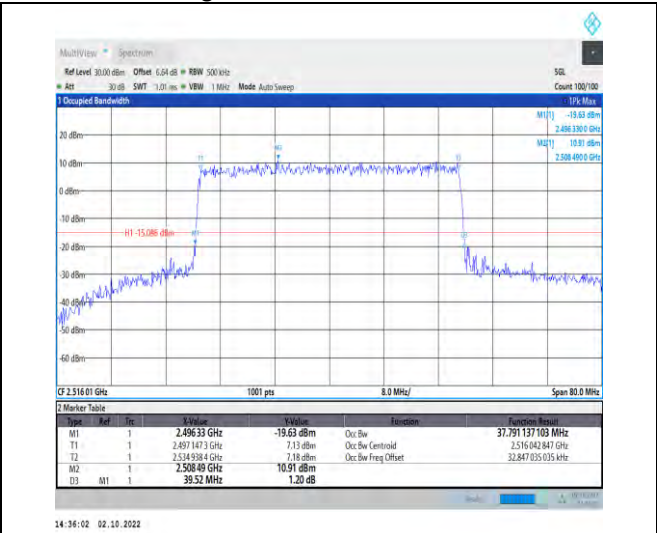 MultiView Spectrum
Ref Level 30.00 dBm Offset 6.64 dB RBW 500 kHz SGL
Att 30 dB SWT 1.01 ms VBW 1 MHz Mode Auto Sweep Count 100/100
1 Occupied Bandwidth 1Pk Max
M1[1] -19.63 dBm
2.496 330 0 GHz
M2[1] 10.91 dBm
2.508 490 0 GHz
20 dBm
M2
T1 T2
10 dBm
0 dBm
-10 dBm
H1 -15.088 dBm M1
-20 dBm
-30 dBm
-40 dBm
-50 dBm
-60 dBm
CF 2.516 01 GHz 1001 pts 8.0 MHz/ Span 80.0 MHz
2 Marker Table
Type Ref Trc X-Value Y-Value Function Function Result
M1 1 2.496 33 GHz -19.63 dBm Occ Bw 37.791 137 103 MHz
T1 1 2.497 147 3 GHz 7.13 dBm Occ Bw Centroid 2.516 042 847 GHz
T2 1 2.534 938 4 GHz 7.18 dBm Occ Bw Freq Offset 32.847 035 035 kHz
M2 1 2.508 49 GHz 10.91 dBm
D3 M1 1 39.52 MHz 1.20 dB
14:36:02 02.10.2022